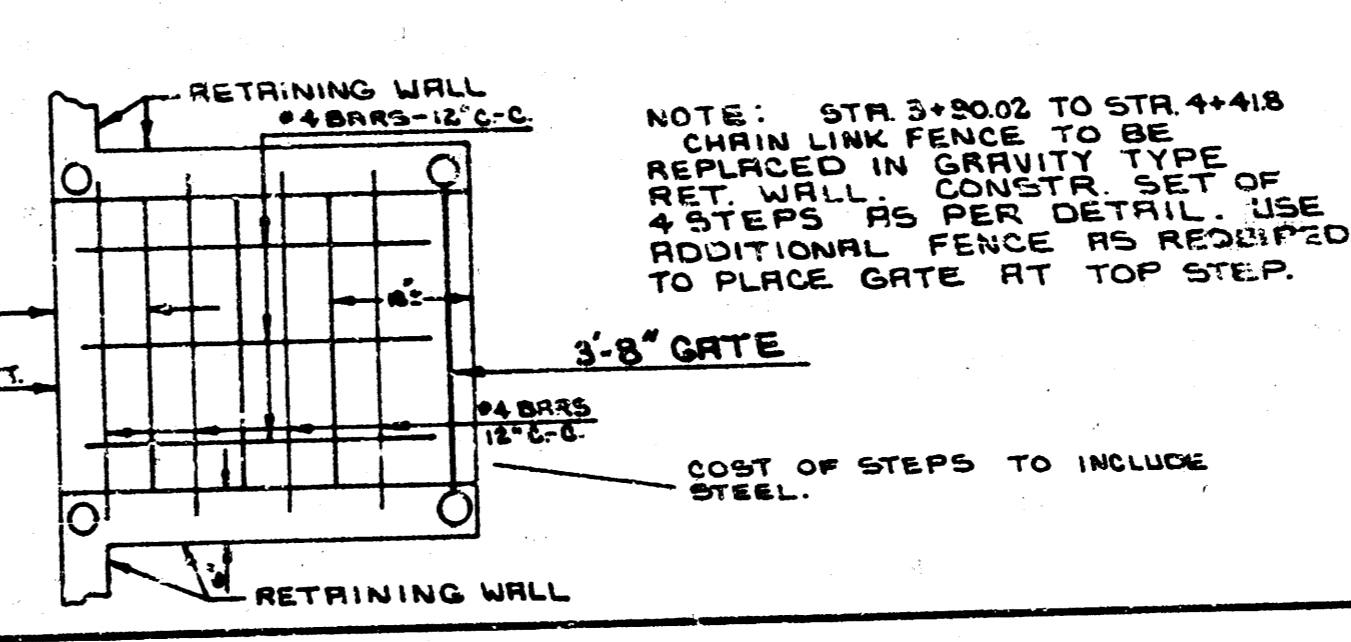 RETAINING WALL
#4 BARS-12" C-C.
NOTE: STA. 3+90.02 TO STA. 4+41.8
CHAIN LINK FENCE TO BE
REPLACED IN GRAVITY TYPE
RET. WALL. CONSTR. SET OF
4 STEPS AS PER DETAIL. USE
ADDITIONAL FENCE AS REQUIRED
TO PLACE GATE AT TOP STEP.
3'-8" GATE
T.
#4 BARS
12" C-C.
COST OF STEPS TO INCLUDE
STEEL.
RETAINING WALL